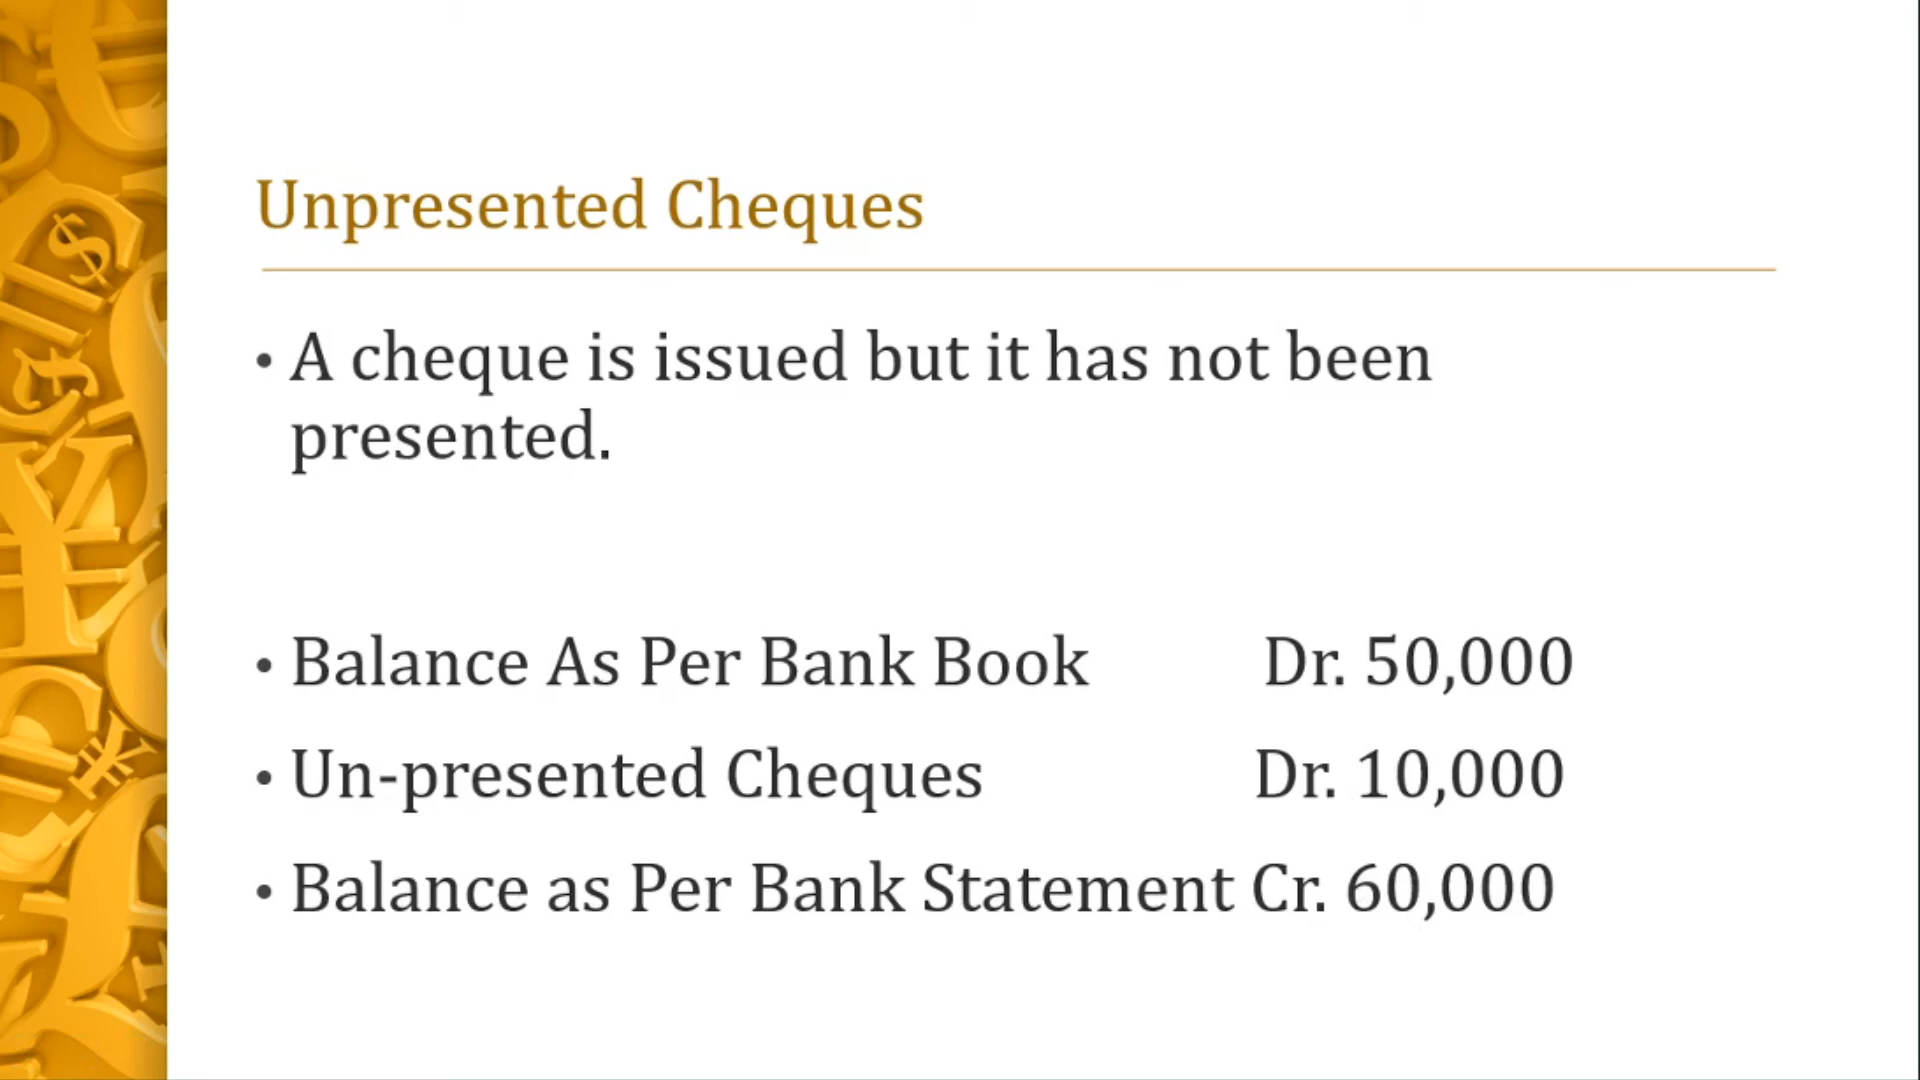 Unpresented Cheques
• A cheque is issued but it has not been
presented.
• Balance As Per Bank Book Dr. 50,000
• Un-presented Cheques Dr. 10,000
• Balance as Per Bank Statement Cr. 60,000